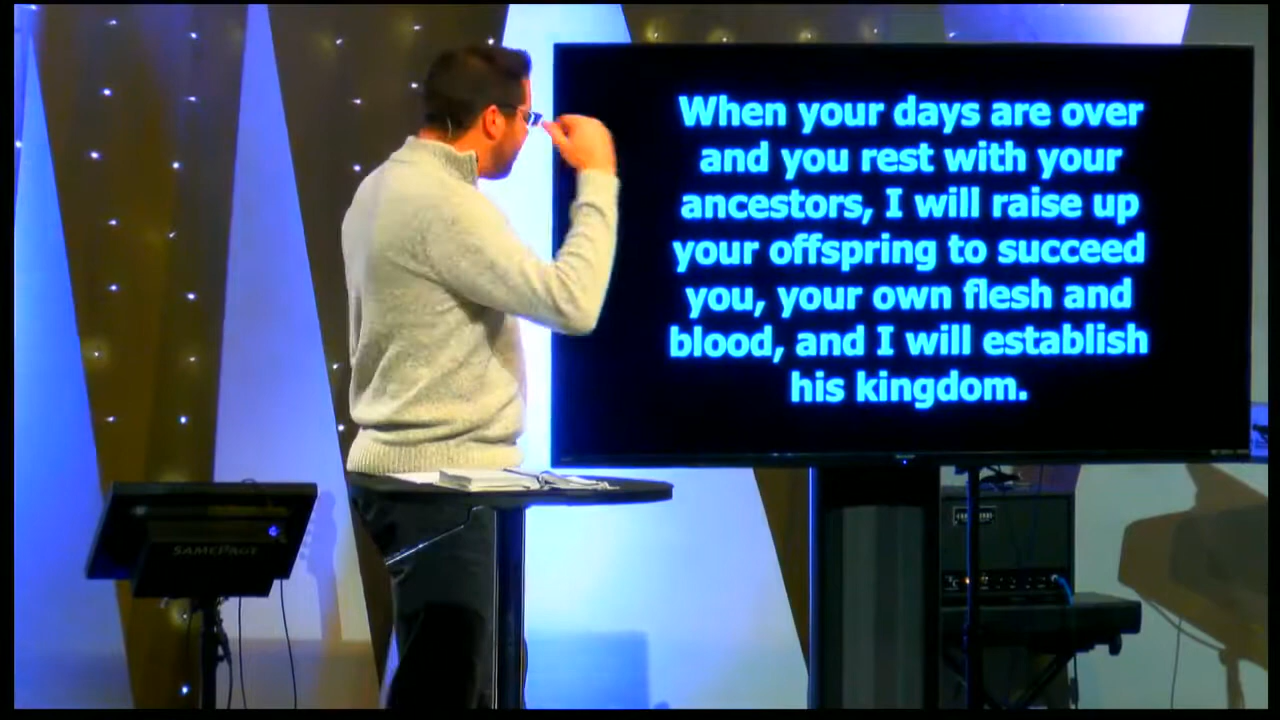 When your days are over
and you rest with your
ancestors, I will raise up
your offspring to succeed
you, your own flesh and
blood, and I will establish
his kingdom.
SAMEPAGE